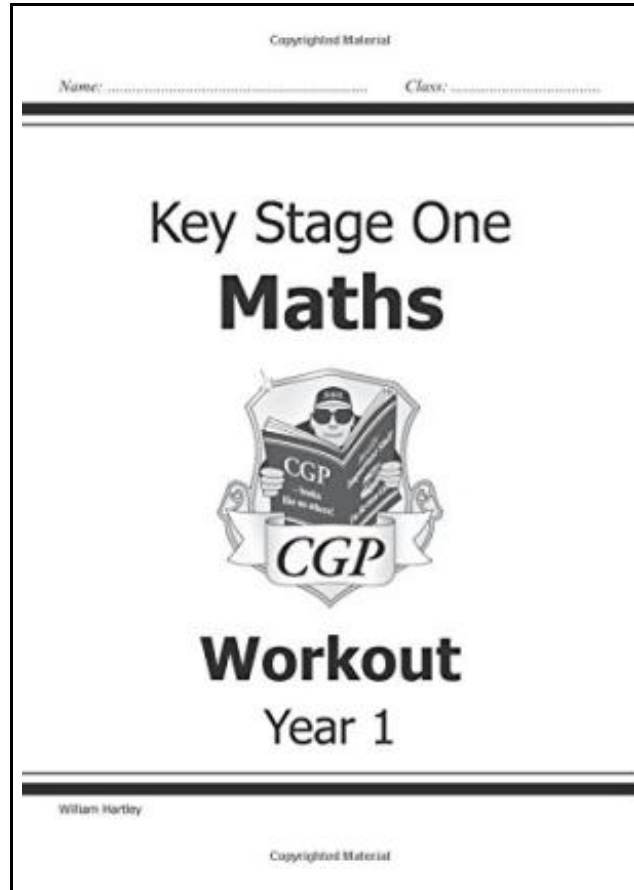 Copyrighted Material
Name: ........................................................ Class: ................................
Key Stage One
Maths
CGP
CGP
Workout
Year 1
William Hartley
Copyrighted Material